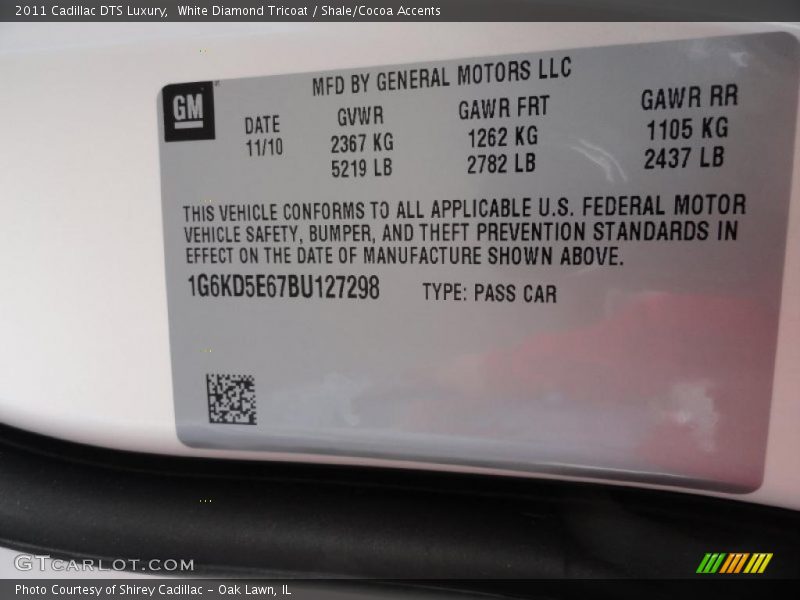 2011 Cadillac DTS Luxury,  White Diamond Tricoat / Shale/Cocoa Accents
GM
MFD BY GENERAL MOTORS LLC
DATE GVWR GAWR FRT GAWR RR
11/10 2367 KG 1262 KG 1105 KG
5219 LB 2782 LB 2437 LB
THIS VEHICLE CONFORMS TO ALL APPLICABLE U.S. FEDERAL MOTOR
VEHICLE SAFETY, BUMPER, AND THEFT PREVENTION STANDARDS IN
EFFECT ON THE DATE OF MANUFACTURE SHOWN ABOVE.
1G6KD5E67BU127298 TYPE: PASS CAR
GTCARLOT.COM
Photo Courtesy of Shirey Cadillac - Oak Lawn, IL